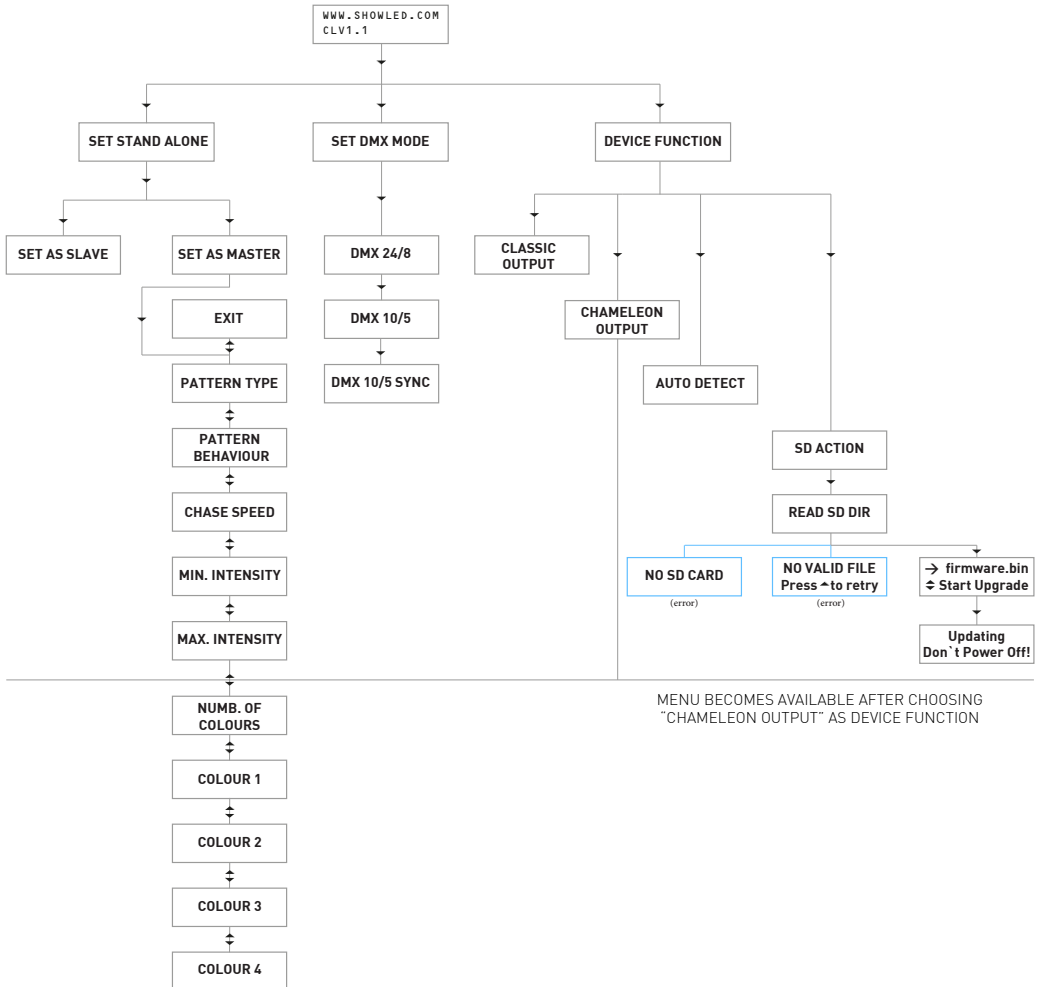 WWW.SHOWLED.COM
CLV1.1
SET STAND ALONE
SET DMX MODE
DEVICE FUNCTION
SET AS SLAVE
SET AS MASTER
DMX 24/8
CLASSIC
OUTPUT
EXIT
DMX 10/5
CHAMELEON
OUTPUT
PATTERN TYPE
DMX 10/5 SYNC
AUTO DETECT
PATTERN
BEHAVIOUR
SD ACTION
CHASE SPEED
READ SD DIR
MIN. INTENSITY
NO SD CARD
(error)
NO VALID FILE
Press to retry
(error)
→ firmware.bin
Start Upgrade
MAX. INTENSITY
Updating
Don`t Power Off!
NUMB. OF
COLOURS
MENU BECOMES AVAILABLE AFTER CHOOSING
“CHAMELEON OUTPUT” AS DEVICE FUNCTION
COLOUR 1
COLOUR 2
COLOUR 3
COLOUR 4